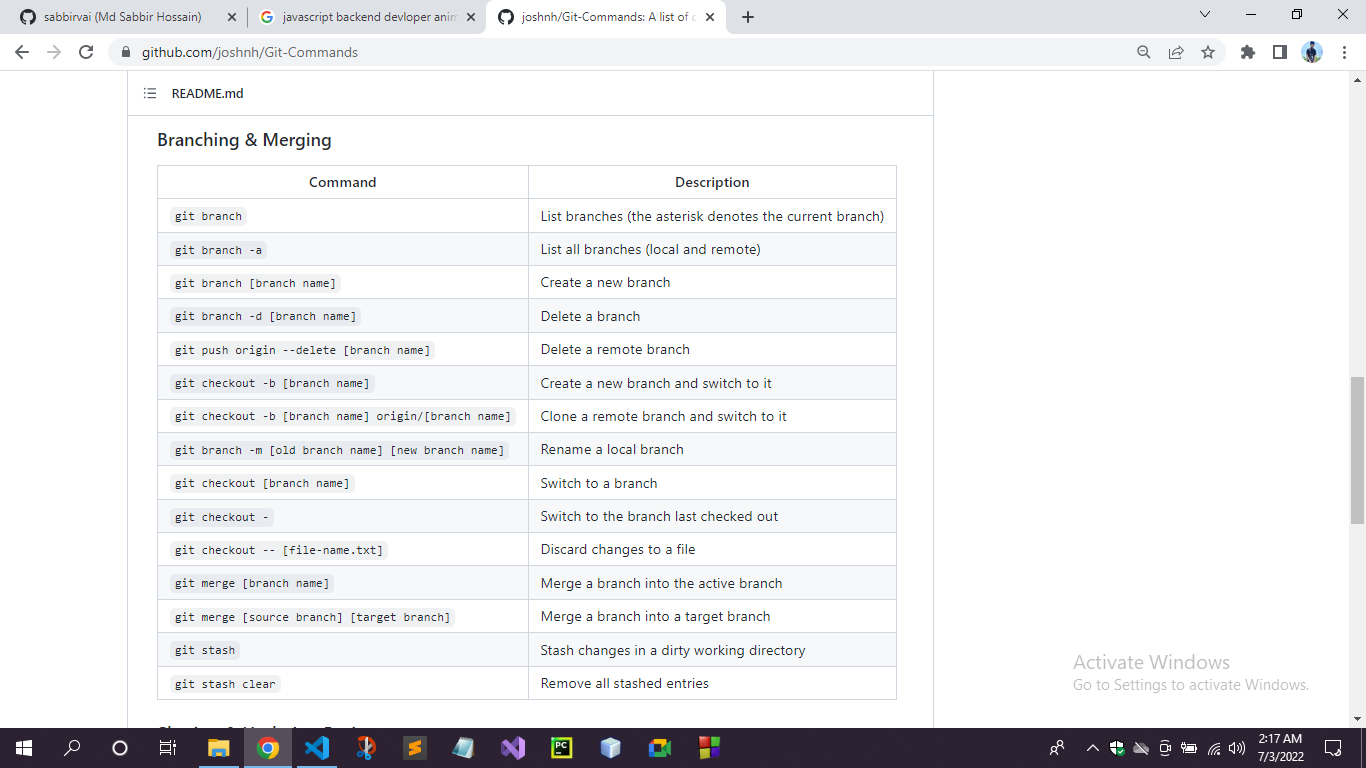 sabbirvai (Md Sabbir Hossain)
javascript backend devloper anim
joshnh/Git-Commands: A list of c
github.com/joshnh/Git-Commands
README.md
Branching & Merging
Command Description
git branch List branches (the asterisk denotes the current branch)
git branch -a List all branches (local and remote)
git branch [branch name] Create a new branch
git branch -d [branch name] Delete a branch
git push origin --delete [branch name] Delete a remote branch
git checkout -b [branch name] Create a new branch and switch to it
git checkout -b [branch name] origin/[branch name] Clone a remote branch and switch to it
git branch -m [old branch name] [new branch name] Rename a local branch
git checkout [branch name] Switch to a branch
git checkout - Switch to the branch last checked out
git checkout -- [file-name.txt] Discard changes to a file
git merge [branch name] Merge a branch into the active branch
git merge [source branch] [target branch] Merge a branch into a target branch
git stash Stash changes in a dirty working directory
git stash clear Remove all stashed entries
Activate Windows
Go to Settings to activate Windows.
PC
2:17 AM
7/3/2022